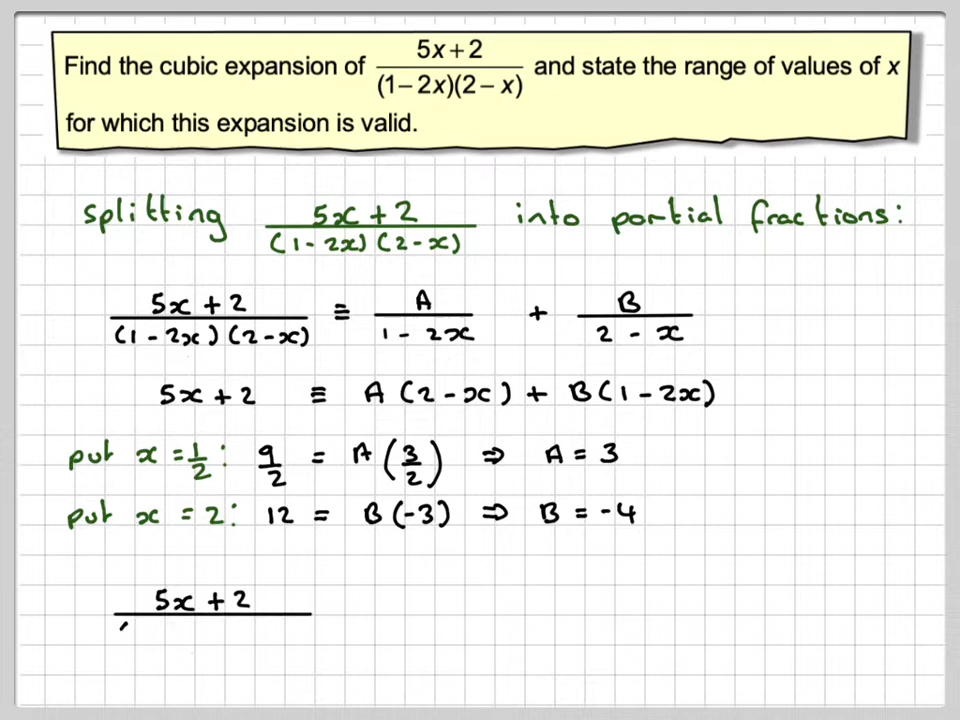 Find the cubic expansion of (5x+2)/((1–2x)(2–x)) and state the range of values of x
for which this expansion is valid.
splitting (5x+2)/((1-2x)(2-x)) into partial fractions:
(5x+2)/((1-2x)(2-x)) ≡ A/(1-2x) + B/(2-x)
5x+2 ≡ A(2-x) + B(1-2x)
put x = 1/2: 9/2 = A(3/2) ⇒ A = 3
put x = 2: 12 = B(-3) ⇒ B = -4
5x+2